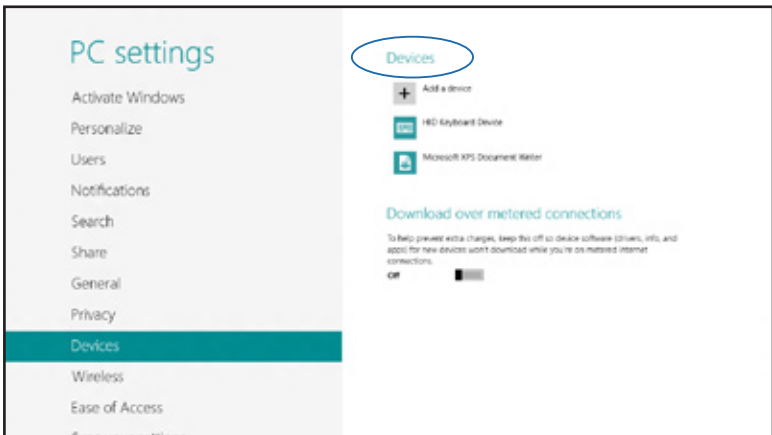 PC settings
Activate Windows
Personalize
Users
Notifications
Search
Share
General
Privacy
Devices
Wireless
Ease of Access
Devices
Add a device
HID Keyboard Device
Microsoft XPS Document Writer
Download over metered connections
To help prevent extra charges, keep this off so device software (drivers, info, and
apps) for new devices won't download while you're on metered internet
connections.
Off